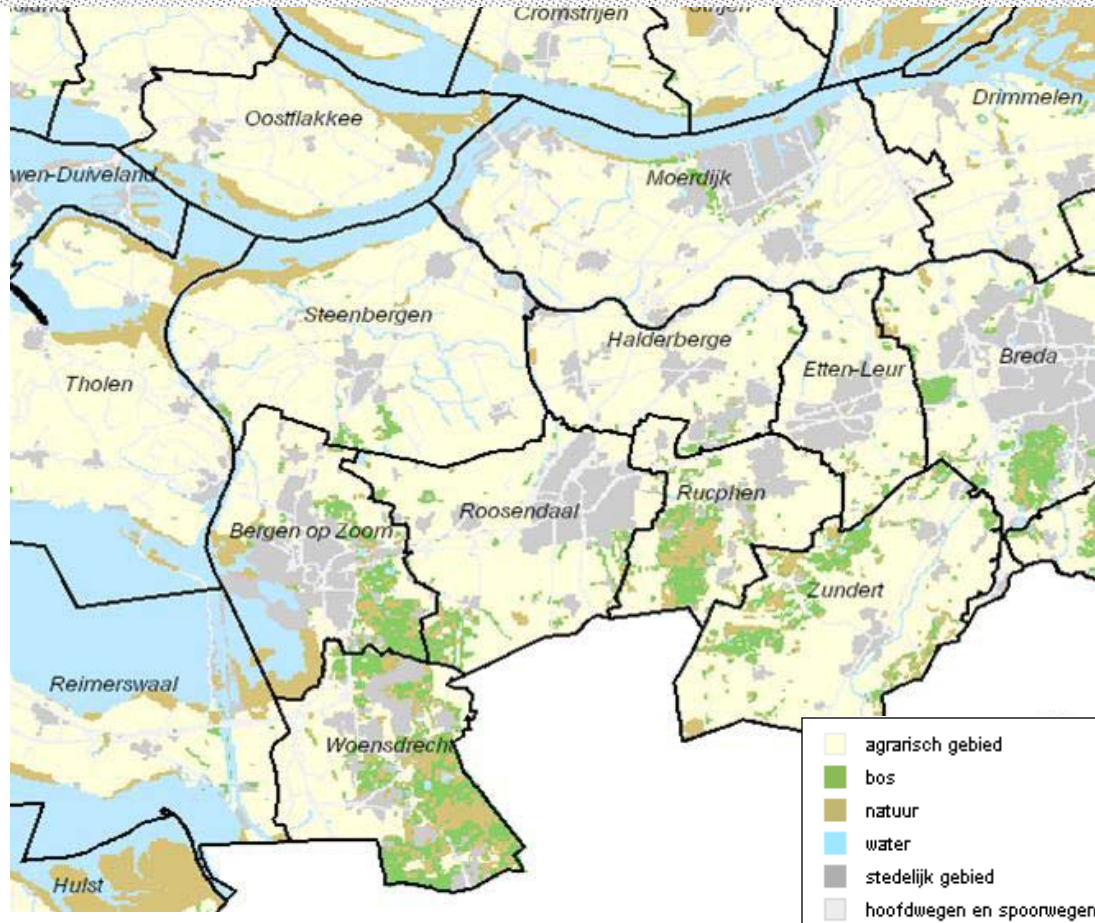 Cromstrijen
Strijen
Drimmelen
Oostflakkee
wen-Duiveland
Moerdijk
Steenbergen
Halderberge
Etten-Leur
Breda
Tholen
Bergen op Zoom
Roosendaal
Rucphen
Zundert
Reimerswaal
Woensdrecht
Hulst
agrarisch gebied
bos
natuur
water
stedelijk gebied
hoofdwegen en spoorwegen